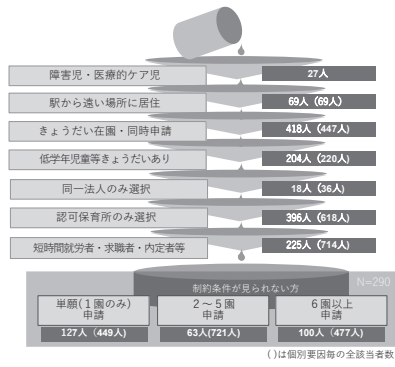 障害児・医療的ケア児
27人
駅から遠い場所に居住
69人（69人）
きょうだい在園・同時申請
418人（447人）
低学年児童等きょうだいあり
204人（220人）
同一法人のみ選択
18人（36人）
認可保育所のみ選択
396人（618人）
短時間就労者・求職者・内定者等
225人（714人）
N=290
制約条件が見られない方
単願(１園のみ)
申請
２～５園
申請
６園以上
申請
127人（449人）
63人(721人)
100人（477人）
( )は個別要因毎の全該当者数